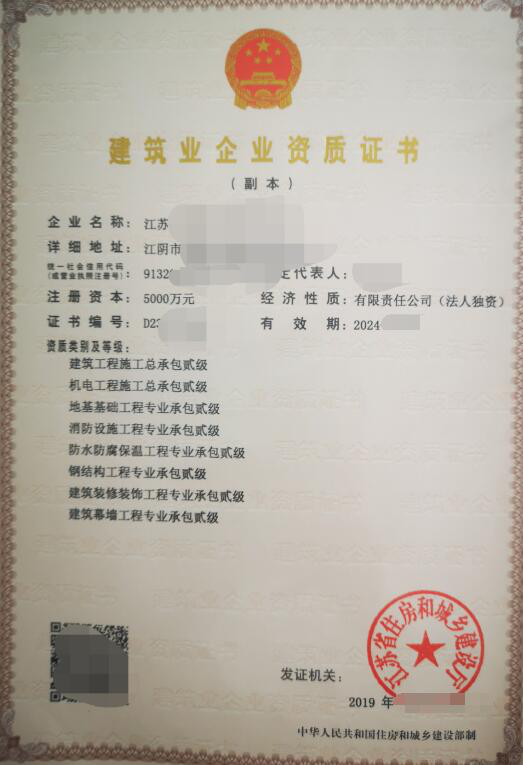 建筑业企业资质证书
（副本）
企业名称：江苏
详细地址：江阴市
统一社会信用代码
（或营业执照注册号）：9132 定代表人：
注册资本：5000万元 经济性质：有限责任公司（法人独资）
证书编号：D23 有效期：2024
资质类别及等级：
建筑工程施工总承包贰级
机电工程施工总承包贰级
地基基础工程专业承包贰级
消防设施工程专业承包贰级
防水防腐保温工程专业承包贰级
钢结构工程专业承包贰级
建筑装修装饰工程专业承包贰级
建筑幕墙工程专业承包贰级
江苏省住房和城乡建设厅
发证机关：
2019 年
中华人民共和国住房和城乡建设部制